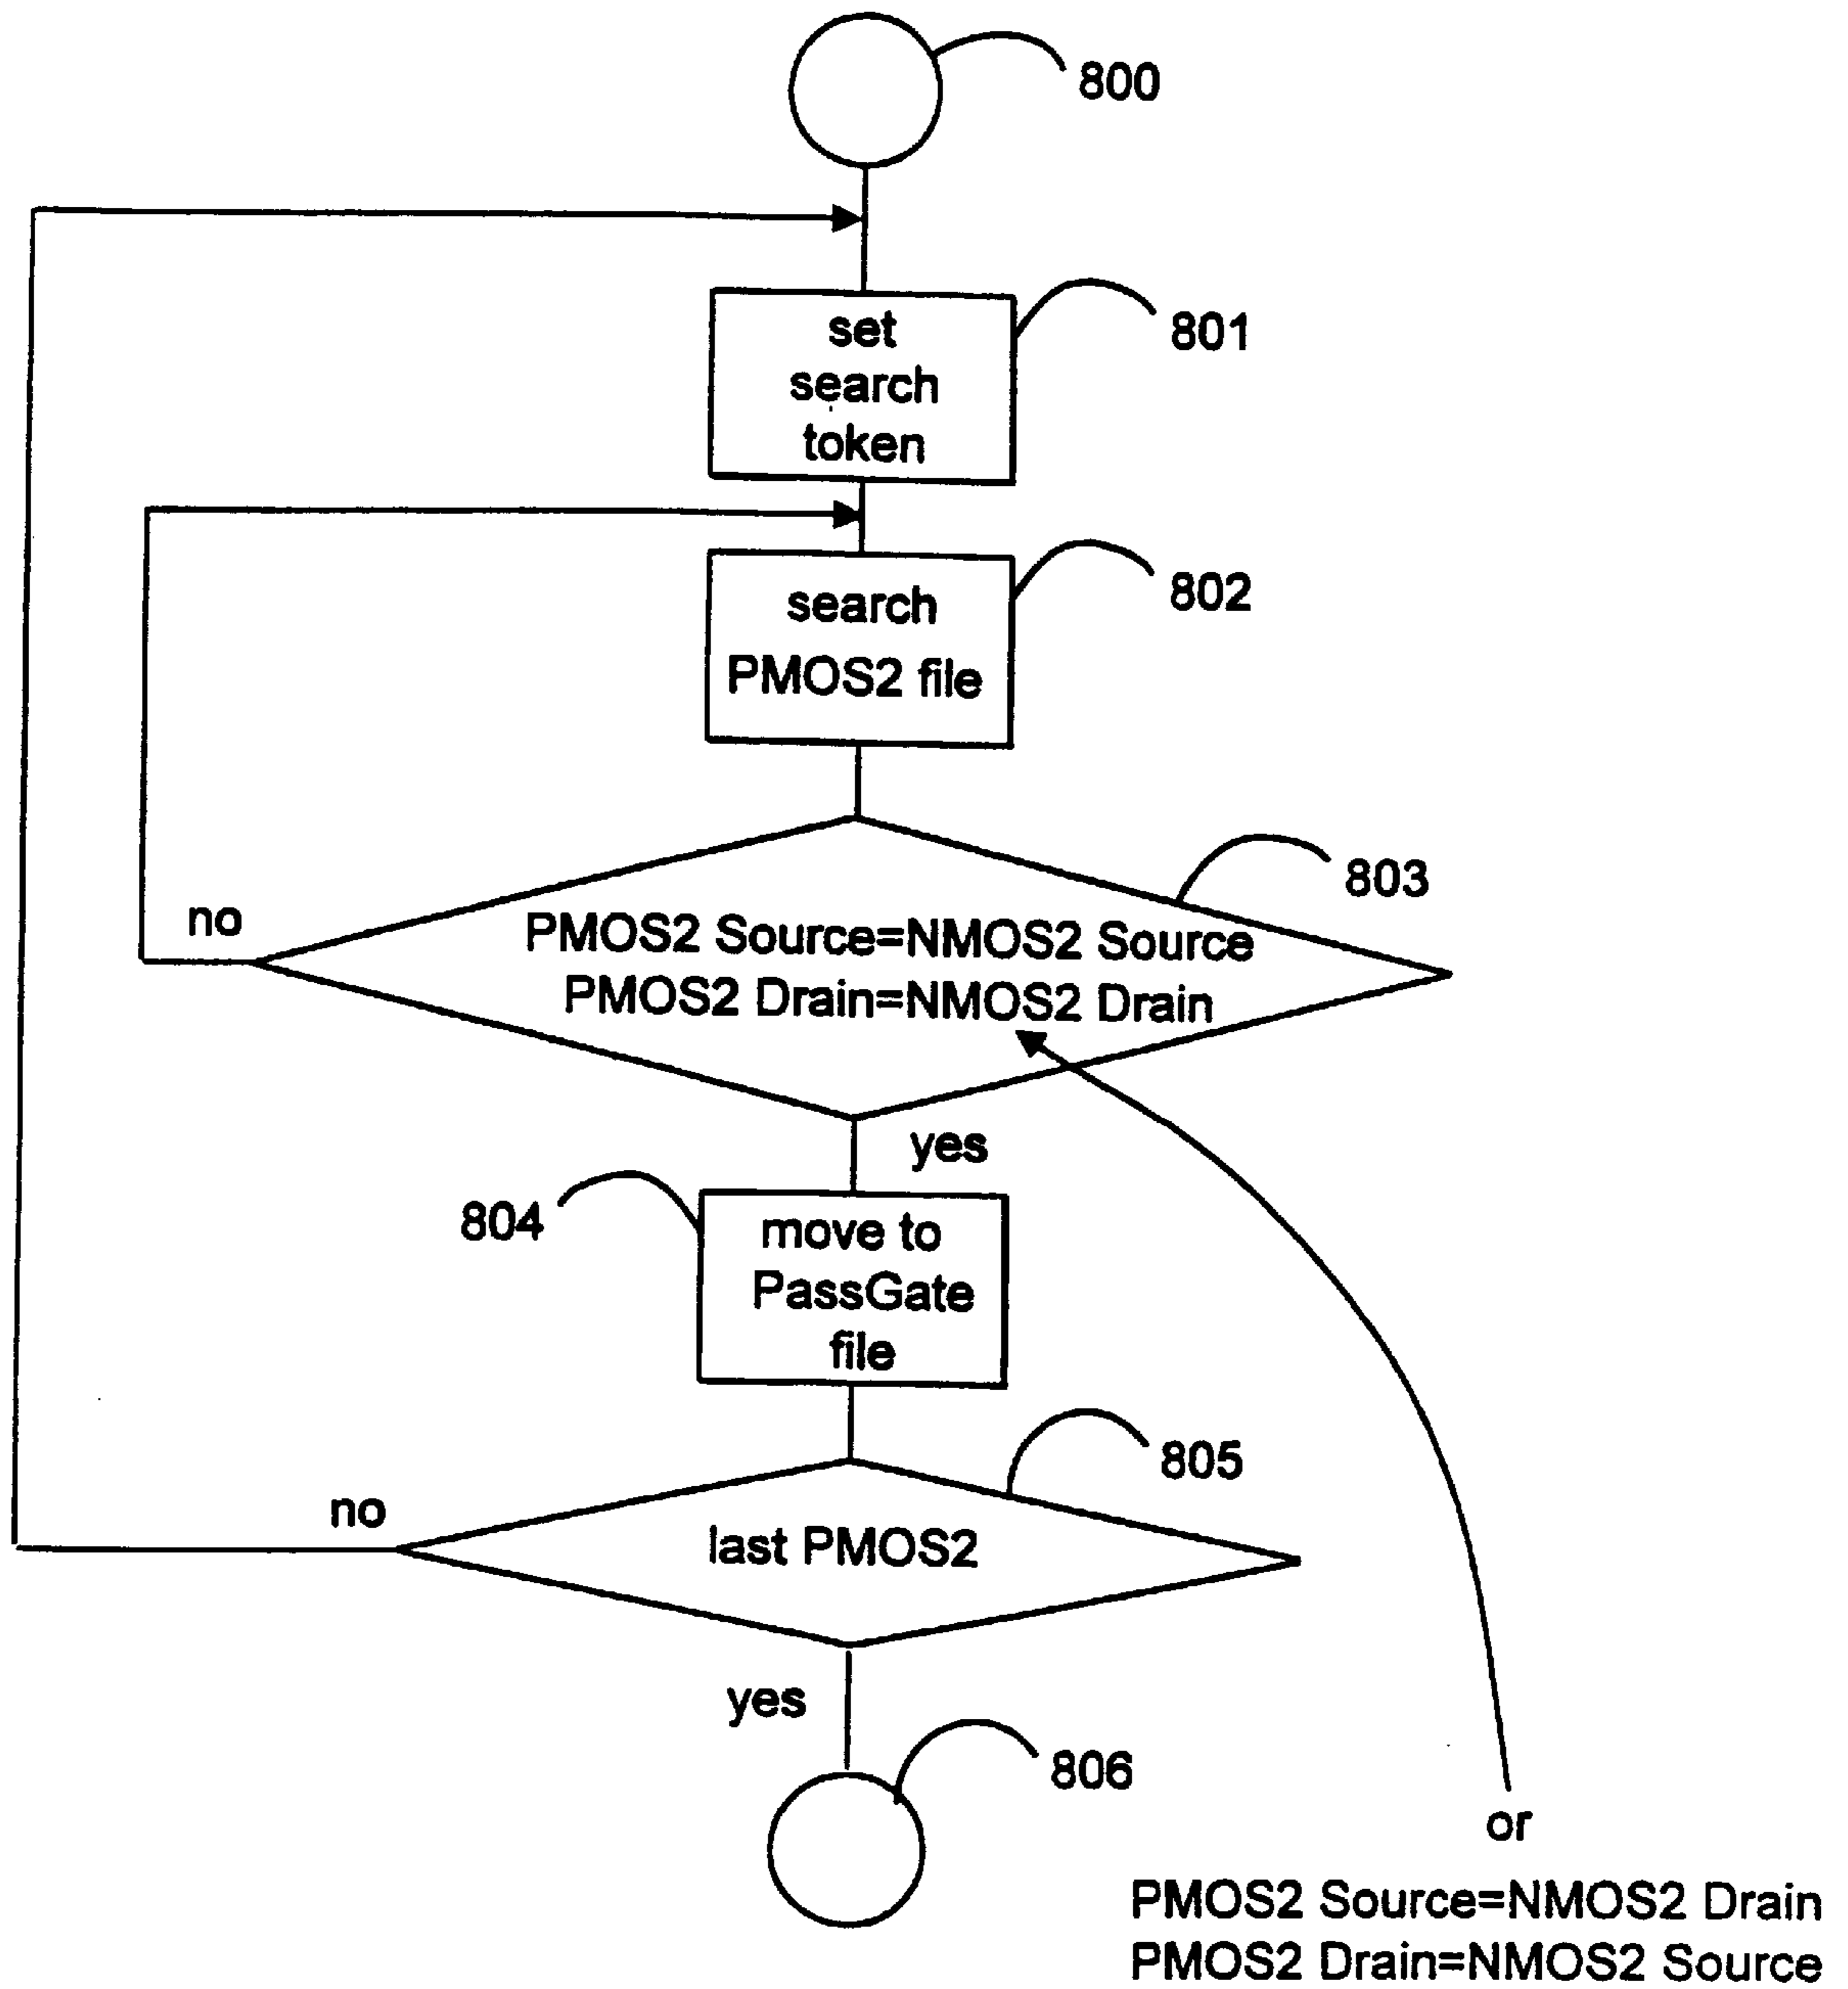 800
set
search
token
801
search
PMOS2 file
802
803
no
PMOS2 Source=NMOS2 Source
PMOS2 Drain=NMOS2 Drain
yes
804
move to
PassGate
file
805
no
last PMOS2
yes
806
or
PMOS2 Source=NMOS2 Drain
PMOS2 Drain=NMOS2 Source